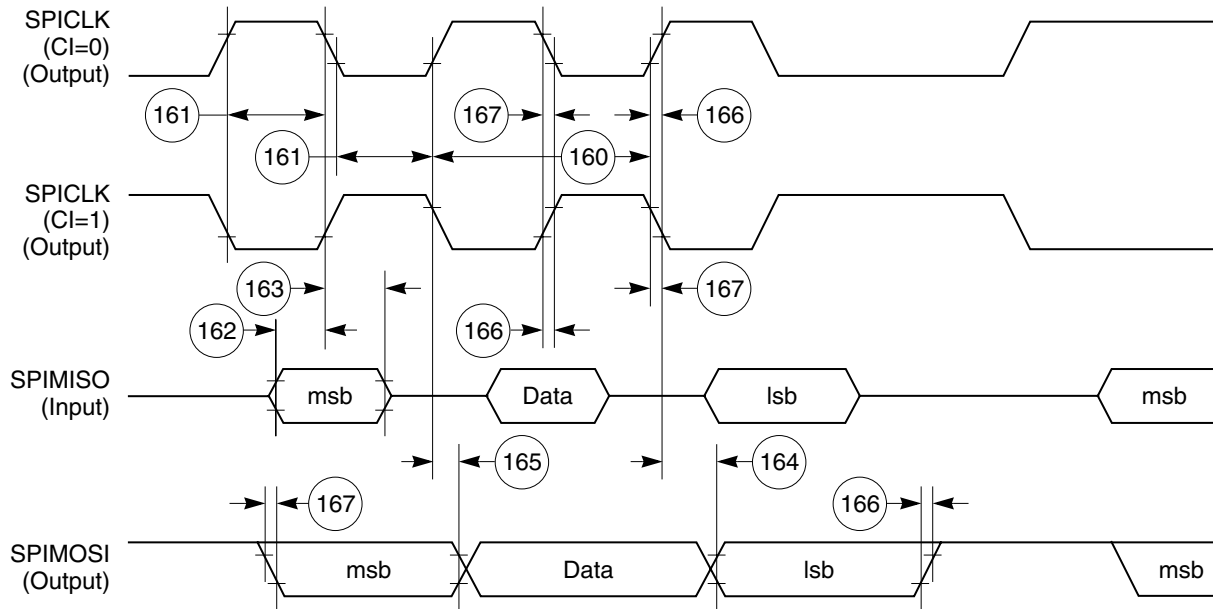 SPICLK
(CI=0)
(Output)
161
167
166
161
160
SPICLK
(CI=1)
(Output)
163
167
162
166
SPIMISO
(Input)
msb
Data
lsb
msb
165
164
167
166
SPIMOSI
(Output)
msb
Data
lsb
msb